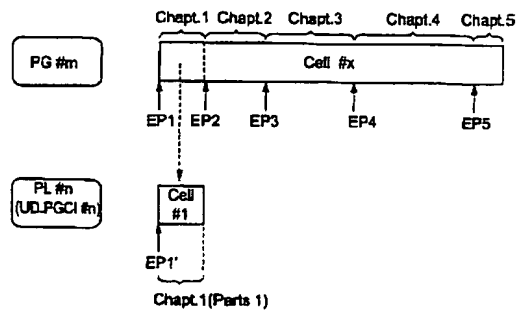 Chapt.1 Chapt.2 Chapt.3 Chapt.4 Chapt.5
PG #m
Cell #x
EP1 EP2 EP3 EP4 EP5
PL #n
(UD_PGCI #n)
Cell
#1
EP1'
Chapt.1(Parts 1)